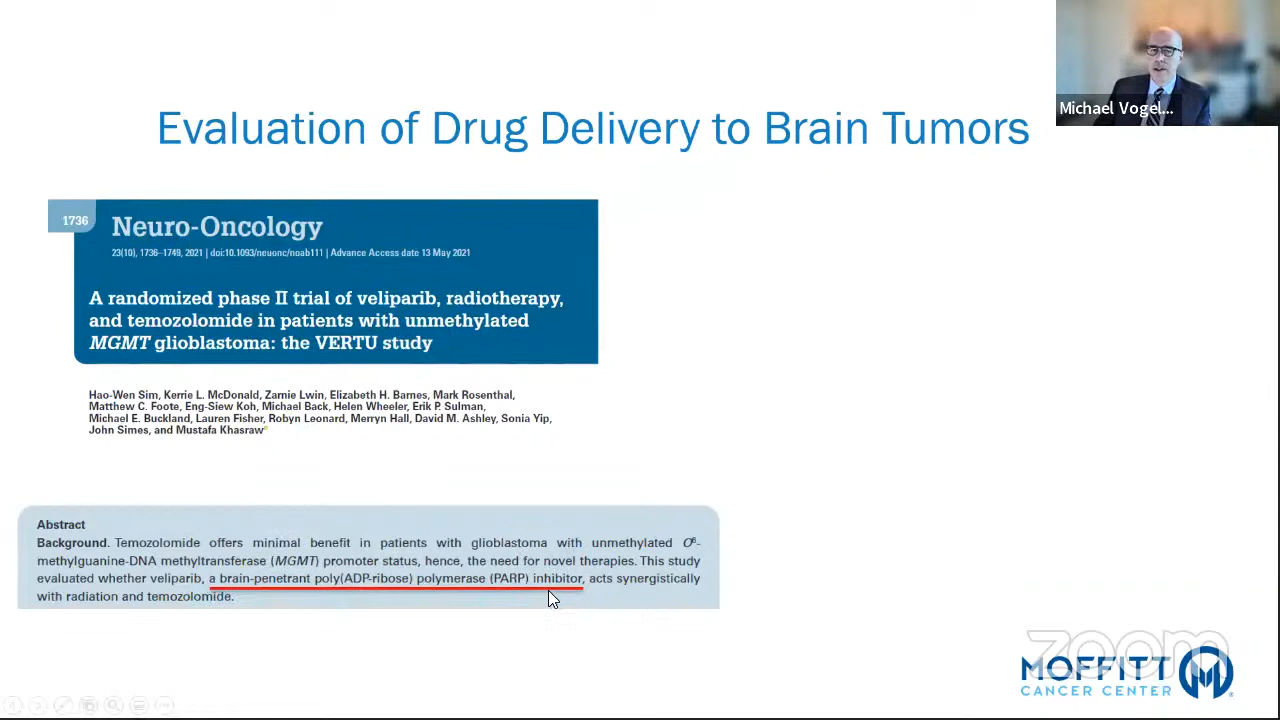 Michael Vogel...
Evaluation of Drug Delivery to Brain Tumors
1736
Neuro-Oncology
23(10), 1736–1749, 2021 | doi:10.1093/neuonc/noab111 | Advance Access date 13 May 2021
A randomized phase II trial of veliparib, radiotherapy,
and temozolomide in patients with unmethylated
MGMT glioblastoma: the VERTU study
Hao-Wen Sim, Kerrie L. McDonald, Zarnie Lwin, Elizabeth H. Barnes, Mark Rosenthal,
Matthew C. Foote, Eng-Siew Koh, Michael Back, Helen Wheeler, Erik P. Sulman,
Michael E. Buckland, Lauren Fisher, Robyn Leonard, Merryn Hall, David M. Ashley, Sonia Yip,
John Simes, and Mustafa Khasraw
Abstract
Background. Temozolomide offers minimal benefit in patients with glioblastoma with unmethylated O⁶-
methylguanine-DNA methyltransferase (MGMT) promoter status, hence, the need for novel therapies. This study
evaluated whether veliparib, a brain-penetrant poly(ADP-ribose) polymerase (PARP) inhibitor, acts synergistically
with radiation and temozolomide.
zoom
MOFFITT
CANCER CENTER